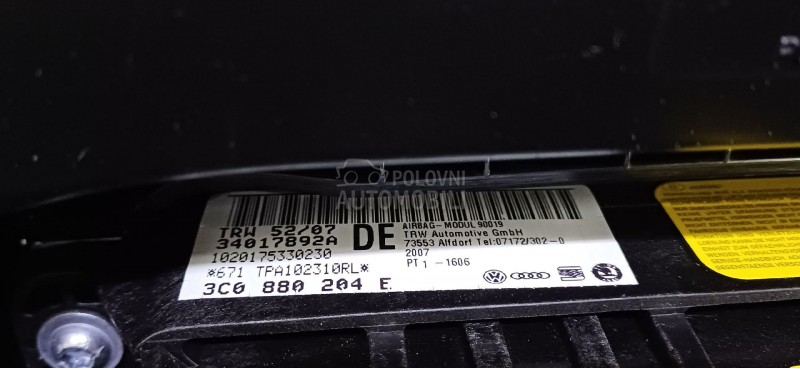 POLOVNI
AUTOMOBILI
TRW 52/07
34017892A
1020175330230
*671 TPA102310RL*
3C0 880 204 E
DE
AIRBAG-MODUL 90019
TRW Automotive GmbH
73553 Alfdorf Tel:07172/302-0
2007
PT 1 -1606